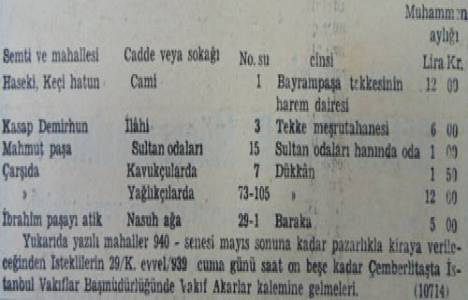 Muhammen
aylığı
Semti ve mahallesi Cadde veya sokağı No.su cinsi Lira Kr.
Haseki, Keçi hatun Cami 1 Bayrampaşa tekkesinin 12 00
harem dairesi
Kasap Demirhun İlâhi 3 Tekke meşrutahanesi 6 00
Mahmut paşa Sultan odaları 15 Sultan odaları hanında oda 1 00
Çarşıda Kavukçularda 7 Dükkân 1 50
» Yağlıkçılarda 73-105 » 12 00
İbrahim paşayı atik Nasuh ağa 29-1 Baraka 5 00
Yukarıda yazılı mahaller 940 - senesi mayıs sonuna kadar pazarlıkla kiraya verile-
ceğinden İsteklilerin 29/K. evvel/939 cuma günü saat on beşe kadar Çemberlitaşta İs-
tanbul Vakıflar Başmüdürlüğünde Vakıf Akarlar kalemine gelmeleri. (10714)